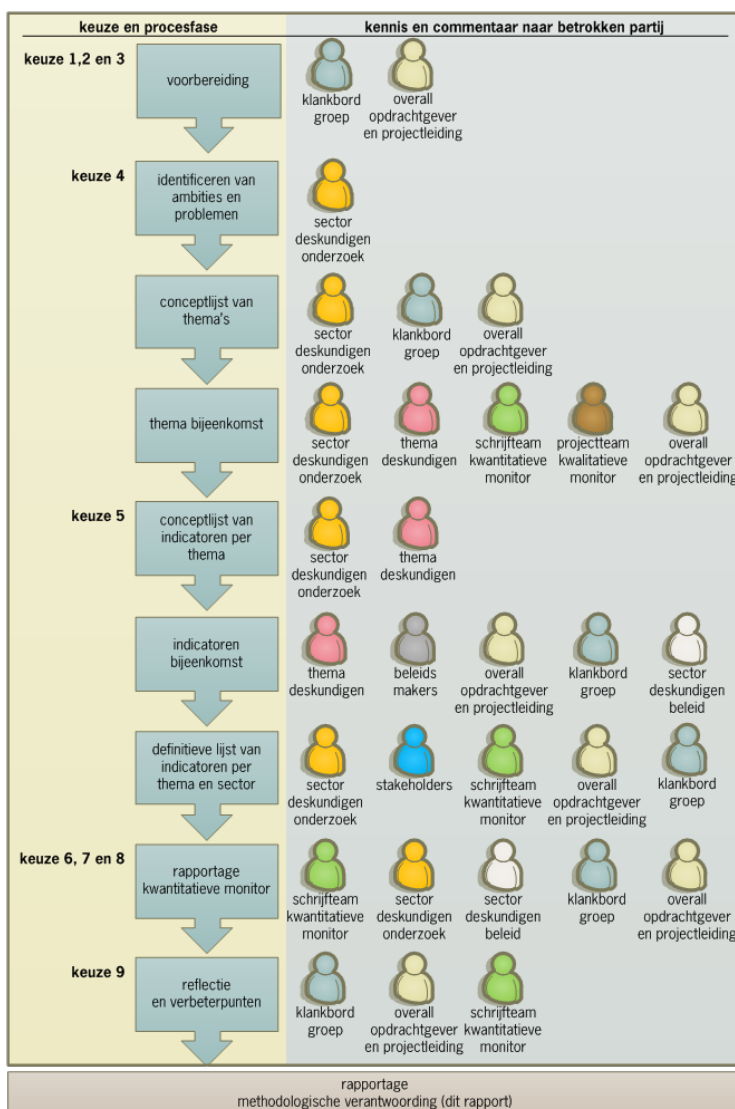 keuze en procesfase
kennis en commentaar naar betrokken partij
keuze 1,2 en 3
voorbereiding
klankbord
groep
overall
opdrachtgever
en projectleiding
keuze 4
identificeren van
ambities en
problemen
sector
deskundigen
onderzoek
conceptlijst van
thema's
sector
deskundigen
onderzoek
klankbord
groep
overall
opdrachtgever
en projectleiding
thema bijeenkomst
sector
deskundigen
onderzoek
thema
deskundigen
schrijfteam
kwantitatieve
monitor
projectteam
kwalitatieve
monitor
overall
opdrachtgever
en projectleiding
keuze 5
conceptlijst van
indicatoren per
thema
sector
deskundigen
onderzoek
thema
deskundigen
indicatoren
bijeenkomst
thema
deskundigen
beleids
makers
overall
opdrachtgever
en projectleiding
klankbord
groep
sector
deskundigen
beleid
definitieve lijst van
indicatoren per
thema en sector
sector
deskundigen
onderzoek
stakeholders
schrijfteam
kwantitatieve
monitor
overall
opdrachtgever
en projectleiding
klankbord
groep
keuze 6, 7 en 8
rapportage
kwantitatieve monitor
schrijfteam
kwantitatieve
monitor
sector
deskundigen
onderzoek
sector
deskundigen
beleid
klankbord
groep
overall
opdrachtgever
en projectleiding
keuze 9
reflectie
en verbeterpunten
klankbord
groep
overall
opdrachtgever
en projectleiding
schrijfteam
kwantitatieve
monitor
rapportage
methodologische verantwoording (dit rapport)